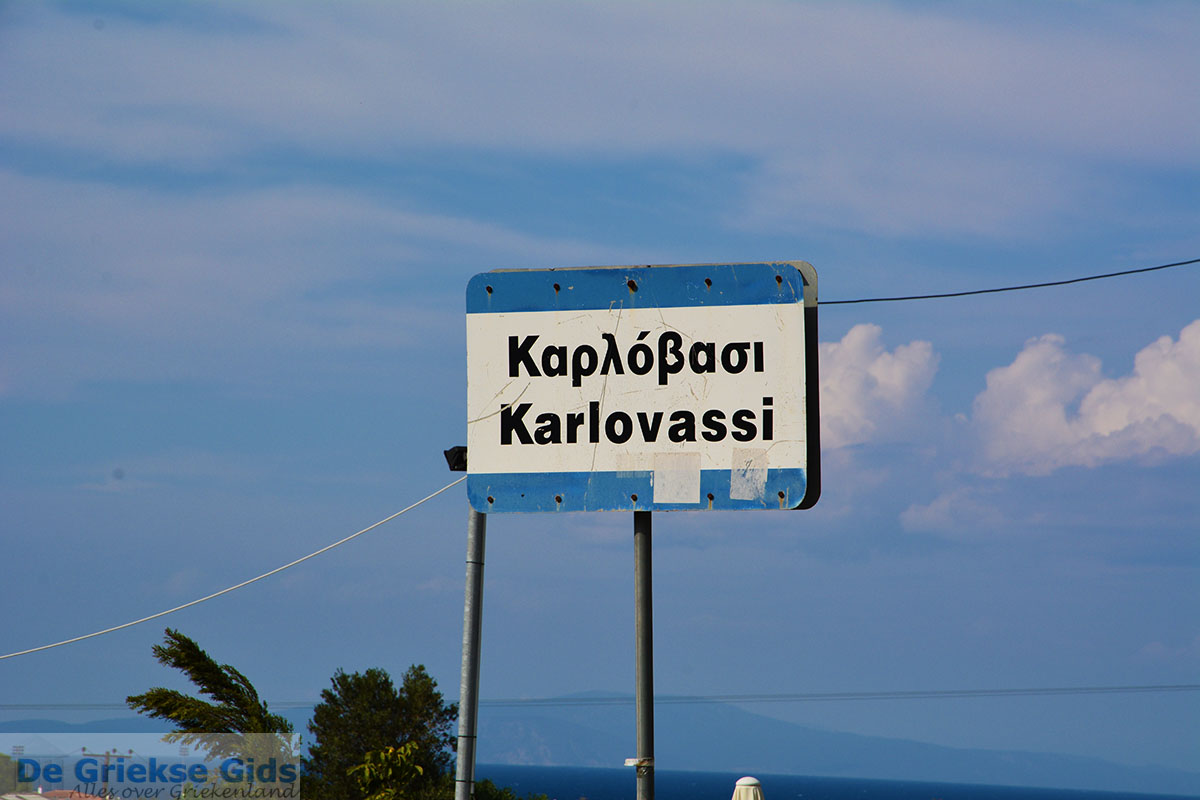 Καρλόβασι
Karlovassi
De Griekse Gids
Alles over Griekenland